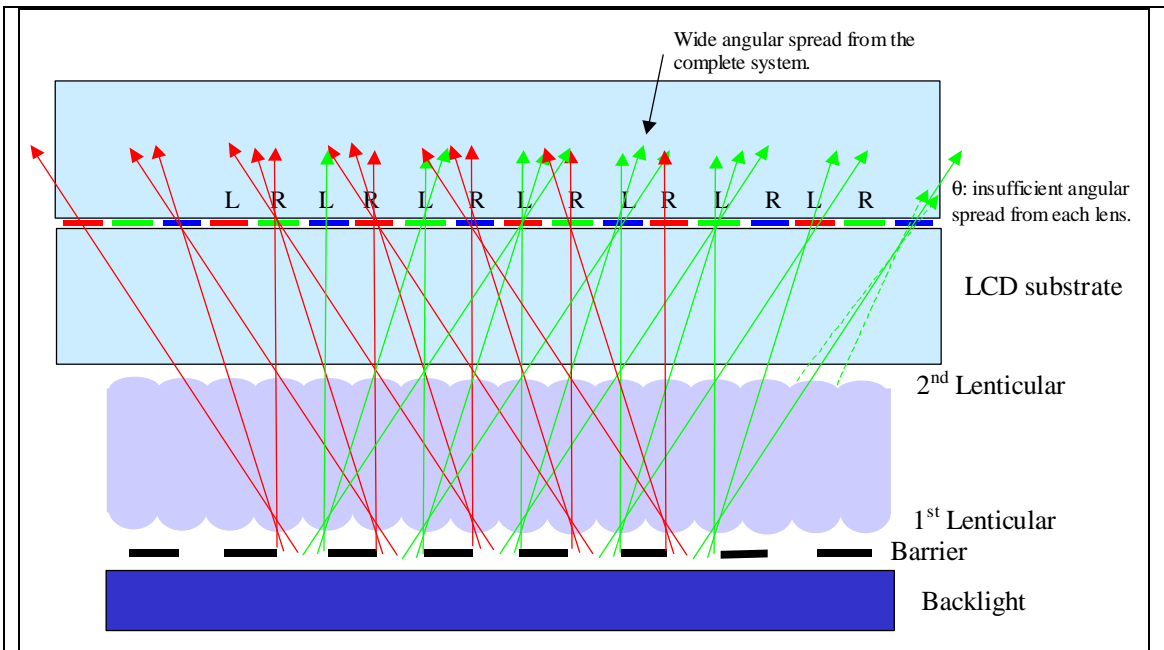 Wide angular spread from the
complete system.
L R L R L R L R L R L R L R
θ: insufficient angular
spread from each lens.
LCD substrate
2nd Lenticular
1st Lenticular
Barrier
Backlight